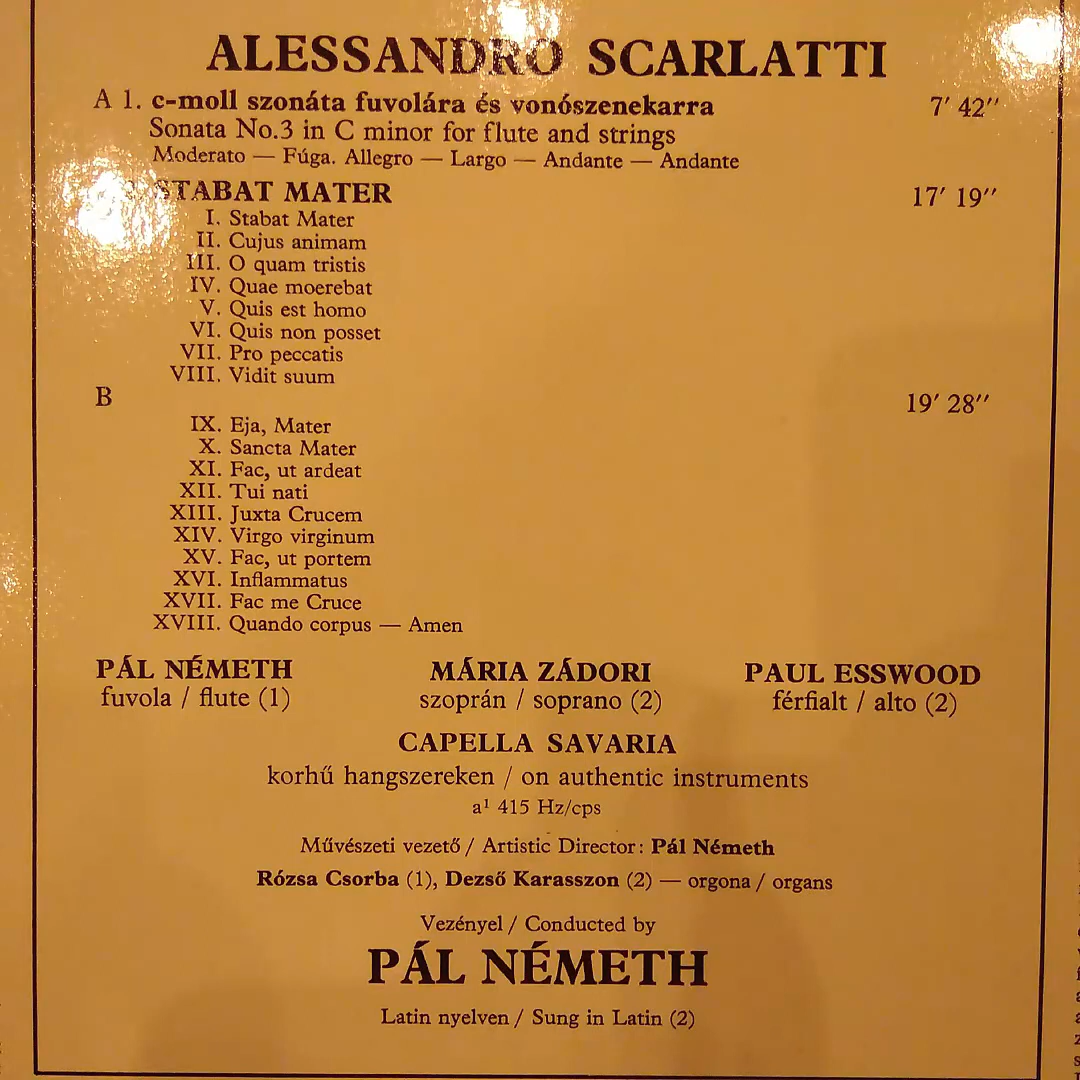 ALESSANDRO SCARLATTI
A 1. c-moll szonáta fuvolára és vonószenekarra 7′ 42″
Sonata No.3 in C minor for flute and strings
Moderato — Fúga. Allegro — Largo — Andante — Andante
STABAT MATER 17′ 19″
I. Stabat Mater
II. Cujus animam
III. O quam tristis
IV. Quae moerebat
V. Quis est homo
VI. Quis non posset
VII. Pro peccatis
VIII. Vidit suum
B 19′ 28″
IX. Eja, Mater
X. Sancta Mater
XI. Fac, ut ardeat
XII. Tui nati
XIII. Juxta Crucem
XIV. Virgo virginum
XV. Fac, ut portem
XVI. Inflammatus
XVII. Fac me Cruce
XVIII. Quando corpus — Amen
PÁL NÉMETH MÁRIA ZÁDORI PAUL ESSWOOD
fuvola / flute (1) szoprán / soprano (2) férfialt / alto (2)
CAPELLA SAVARIA
korhű hangszereken / on authentic instruments
a¹ 415 Hz/cps
Művészeti vezető / Artistic Director: Pál Németh
Rózsa Csorba (1), Dezső Karasszon (2) — orgona / organs
Vezényel / Conducted by
PÁL NÉMETH
Latin nyelven / Sung in Latin (2)